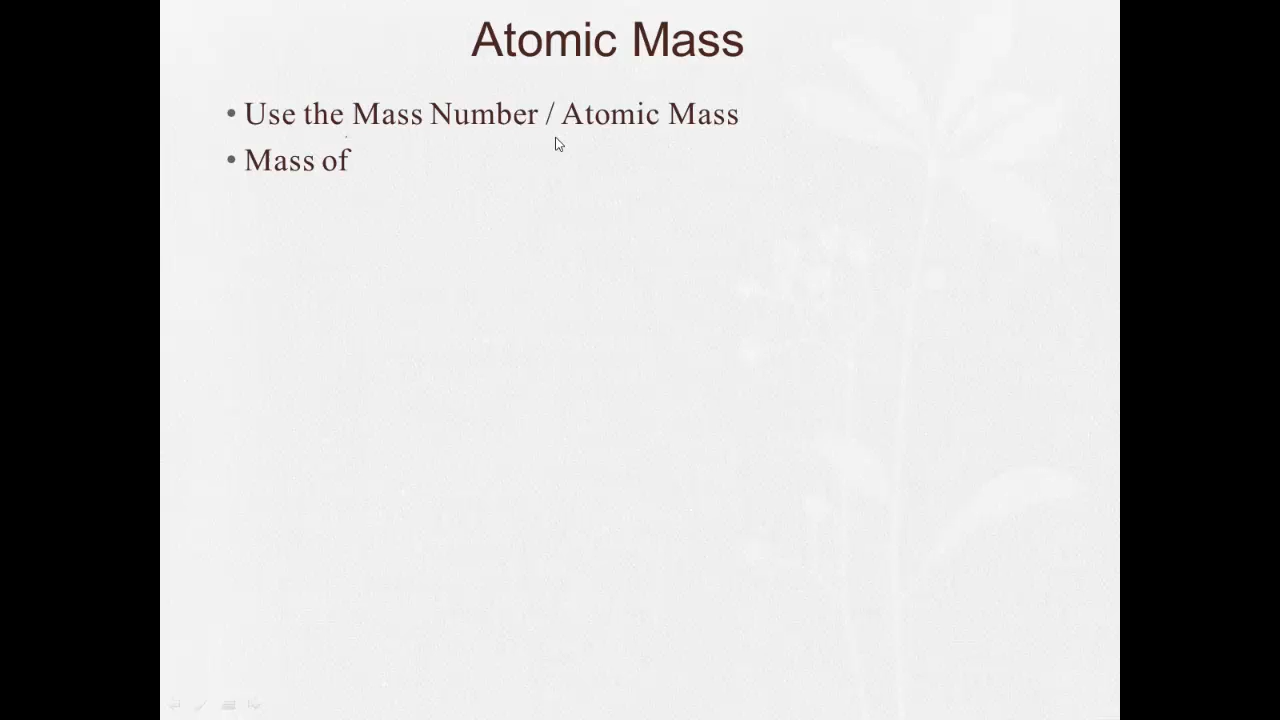 Atomic Mass
• Use the Mass Number / Atomic Mass
• Mass of